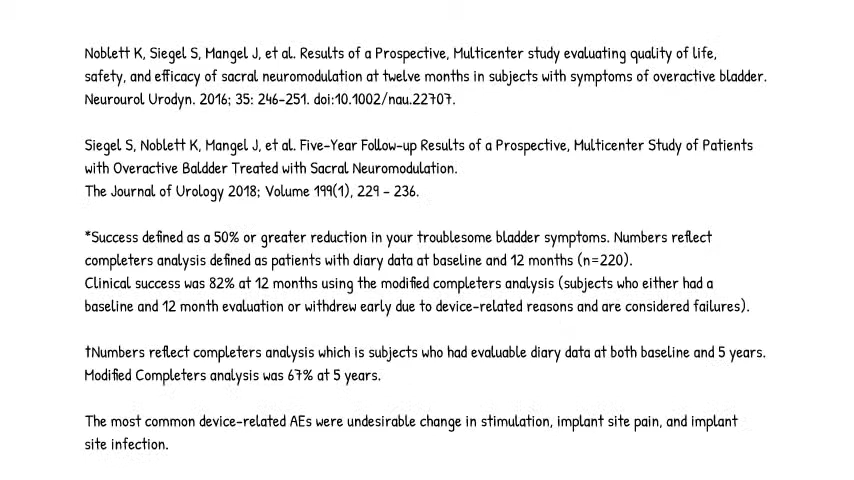 Noblett K, Siegel S, Mangel J, et al. Results of a Prospective, Multicenter study evaluating quality of life,
safety, and efficacy of sacral neuromodulation at twelve months in subjects with symptoms of overactive bladder.
Neurourol Urodyn. 2016; 35: 246-251. doi:10.1002/nau.22707.
Siegel S, Noblett K, Mangel J, et al. Five-Year Follow-up Results of a Prospective, Multicenter Study of Patients
with Overactive Baldder Treated with Sacral Neuromodulation.
The Journal of Urology 2018; Volume 199(1), 229 - 236.
*Success defined as a 50% or greater reduction in your troublesome bladder symptoms. Numbers reflect
completers analysis defined as patients with diary data at baseline and 12 months (n=220).
Clinical success was 82% at 12 months using the modified completers analysis (subjects who either had a
baseline and 12 month evaluation or withdrew early due to device-related reasons and are considered failures).
†Numbers reflect completers analysis which is subjects who had evaluable diary data at both baseline and 5 years.
Modified Completers analysis was 67% at 5 years.
The most common device-related AEs were undesirable change in stimulation, implant site pain, and implant
site infection.